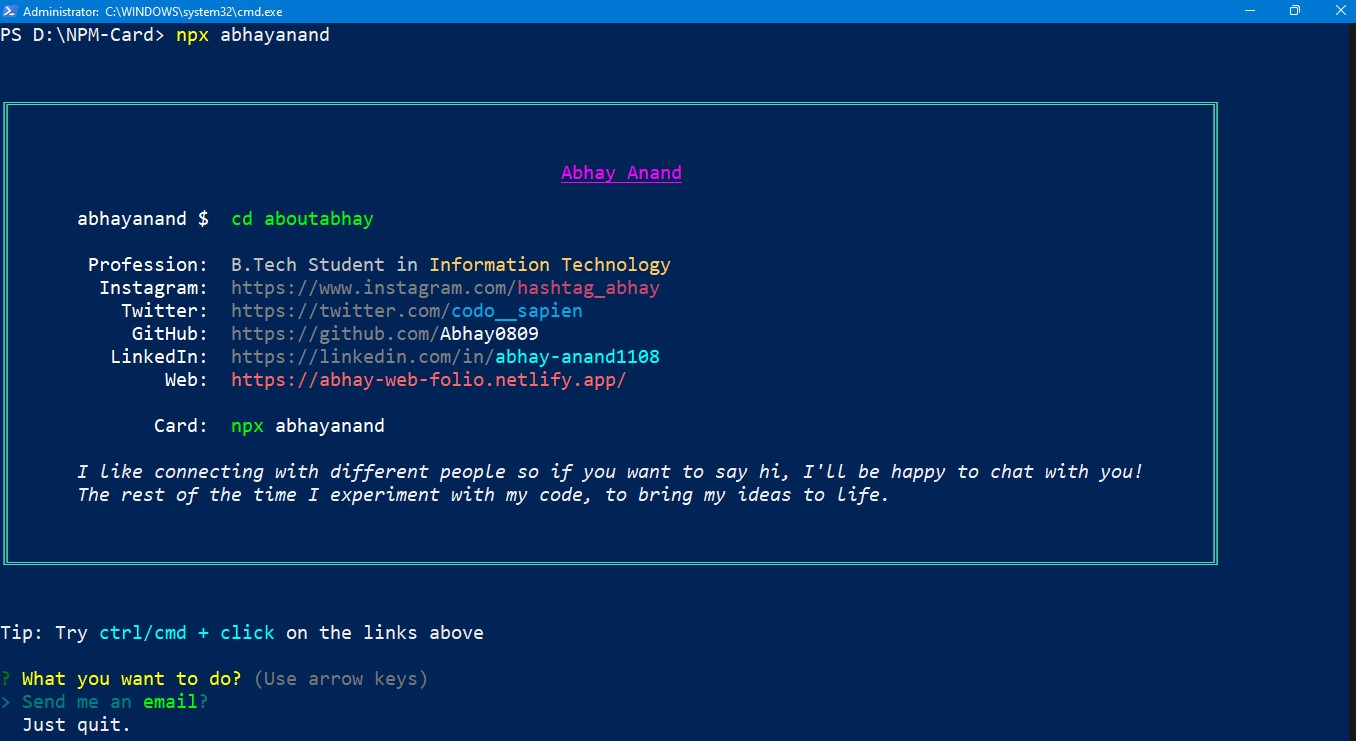 Administrator: C:\WINDOWS\system32\cmd.exe
PS D:\NPM-Card> npx abhayanand
Abhay Anand
abhayanand $ cd aboutabhay
Profession: B.Tech Student in Information Technology
Instagram: https://www.instagram.com/hashtag_abhay
Twitter: https://twitter.com/codo__sapien
GitHub: https://github.com/Abhay0809
LinkedIn: https://linkedin.com/in/abhay-anand1108
Web: https://abhay-web-folio.netlify.app/
Card: npx abhayanand
I like connecting with different people so if you want to say hi, I'll be happy to chat with you!
The rest of the time I experiment with my code, to bring my ideas to life.
Tip: Try ctrl/cmd + click on the links above
? What you want to do? (Use arrow keys)
> Send me an email?
Just quit.